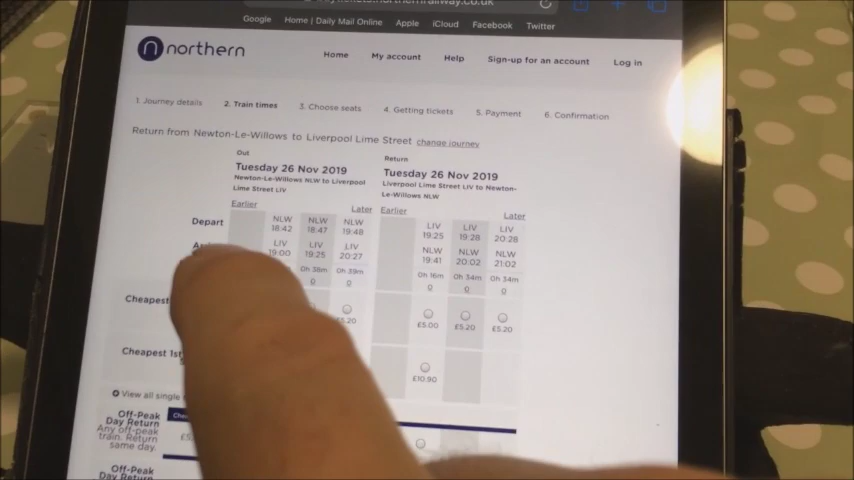 Google Home | Daily Mail Online Apple iCloud Facebook Twitter
northern
Home My account Help Sign-up for an account Log in
1. Journey details 2. Train times 3. Choose seats 4. Getting tickets 5. Payment 6. Confirmation
Return from Newton-Le-Willows to Liverpool Lime Street change journey
Out
Tuesday 26 Nov 2019
Newton-Le-Willows NLW to Liverpool
Lime Street LIV
Earlier Later
Return
Tuesday 26 Nov 2019
Liverpool Lime Street LIV to Newton-
Le-Willows NLW
Earlier Later
Depart NLW NLW NLW LIV LIV LIV
18:42 18:47 19:48 19:25 19:28 20:28
LIV LIV LIV NLW NLW NLW
19:00 19:25 20:27 19:41 20:02 21:02
0h 38m 0h 39m 0h 16m 0h 34m 0h 34m
0 0 0 0 0
Cheapest £5.00 £5.20 £5.20
Cheapest 1st £10.90
View all single
Off-Peak
Day Return
Any off-peak
train. Return
same day.
Off-Peak
Day Return